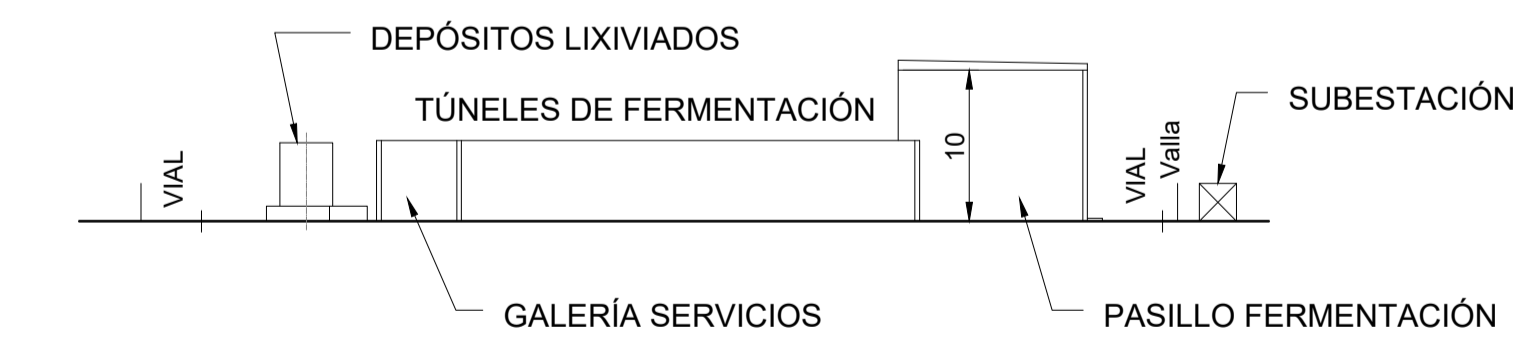 DEPÓSITOS LIXIVIADOS
SUBESTACIÓN
TÚNELES DE FERMENTACIÓN
VIAL
10
VIAL
Valla
GALERÍA SERVICIOS
PASILLO FERMENTACIÓN